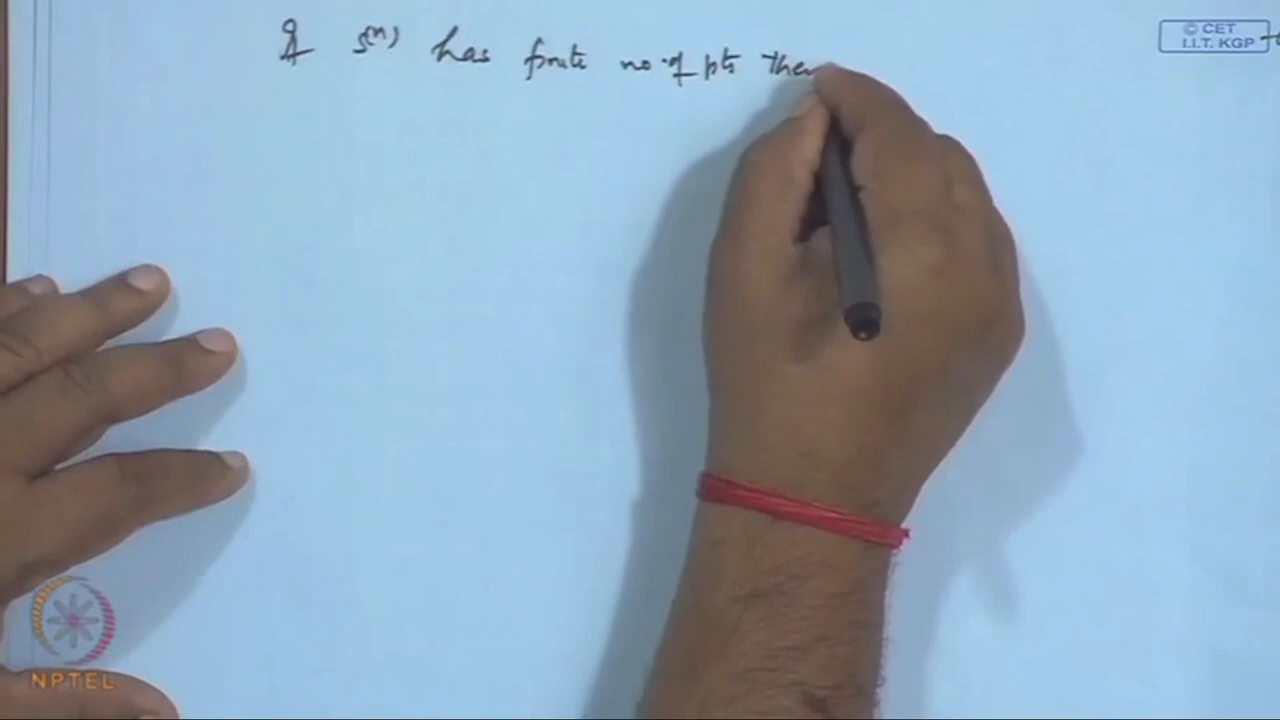 If S(n) has finite no. of pts then
© CET
I.I.T. KGP
NPTEL